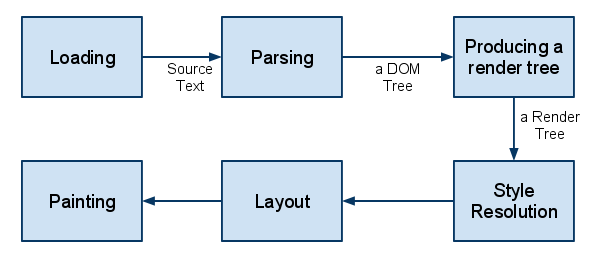 Loading
Source
Text
Parsing
a DOM
Tree
Producing a
render tree
a Render
Tree
Style
Resolution
Layout
Painting